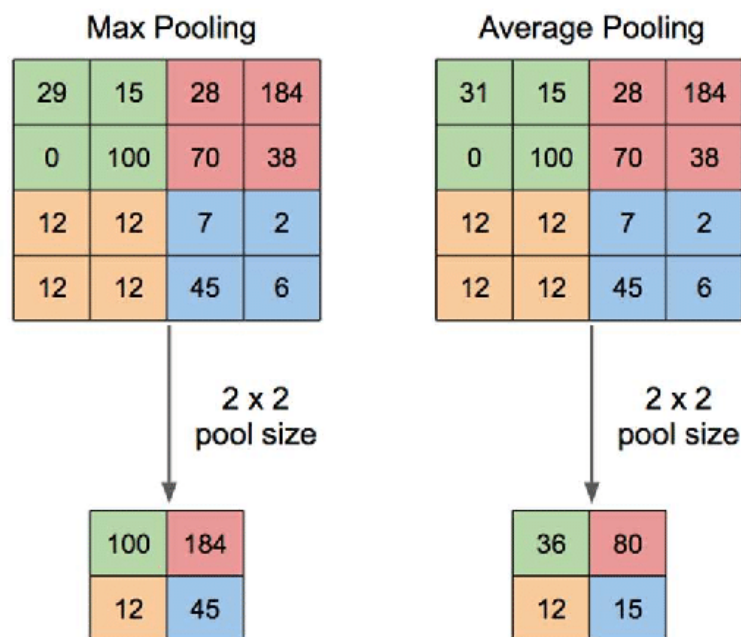 Max Pooling Average Pooling
29 15 28 184 31 15 28 184
0 100 70 38 0 100 70 38
12 12 7 2 12 12 7 2
12 12 45 6 12 12 45 6
2 x 2 2 x 2
pool size pool size
100 184 36 80
12 45 12 15